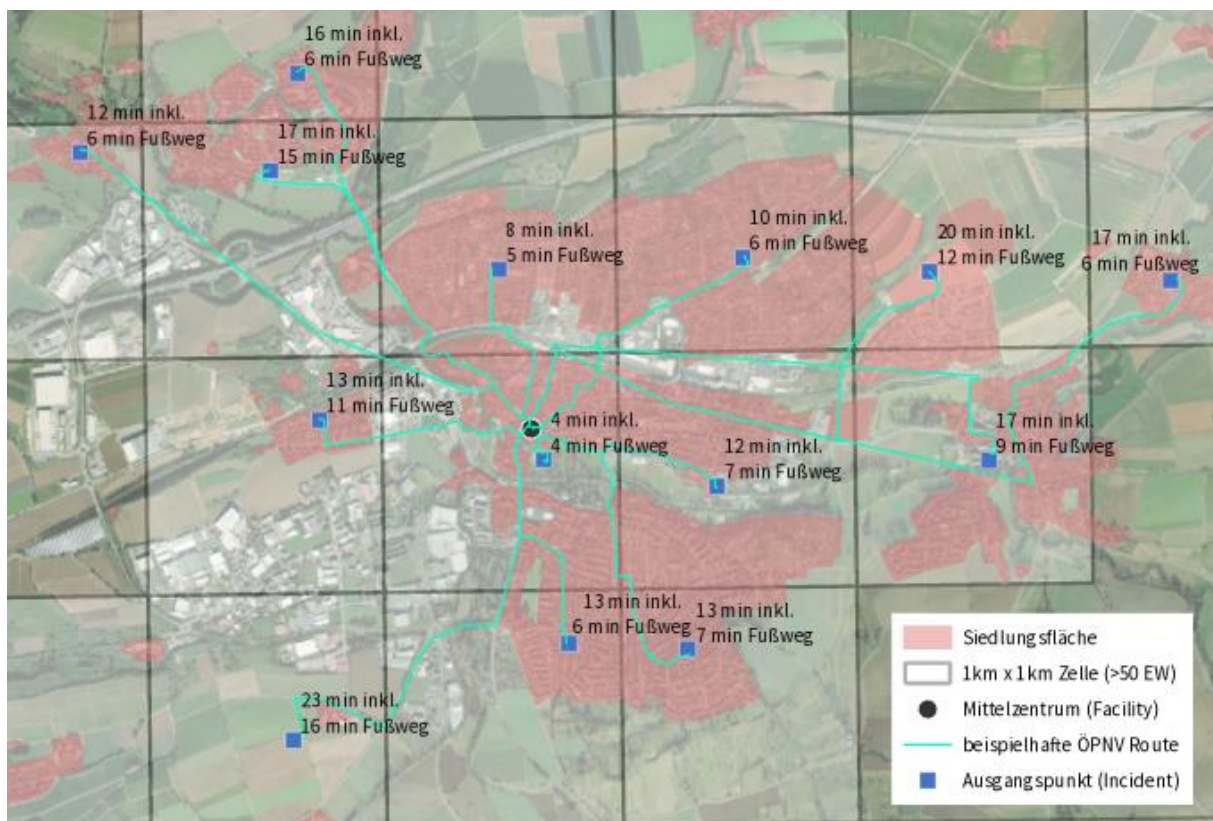 16 min inkl.
6 min Fußweg
12 min inkl.
6 min Fußweg
17 min inkl.
15 min Fußweg
8 min inkl.
5 min Fußweg
10 min inkl.
6 min Fußweg
20 min inkl.
12 min Fußweg
17 min inkl.
6 min Fußweg
13 min inkl.
11 min Fußweg
4 min inkl.
4 min Fußweg
12 min inkl.
7 min Fußweg
17 min inkl.
9 min Fußweg
13 min inkl.
6 min Fußweg
13 min inkl.
7 min Fußweg
23 min inkl.
16 min Fußweg
Siedlungsfläche
1km x 1km Zelle (>50 EW)
Mittelzentrum (Facility)
beispielhafte ÖPNV Route
Ausgangspunkt (Incident)